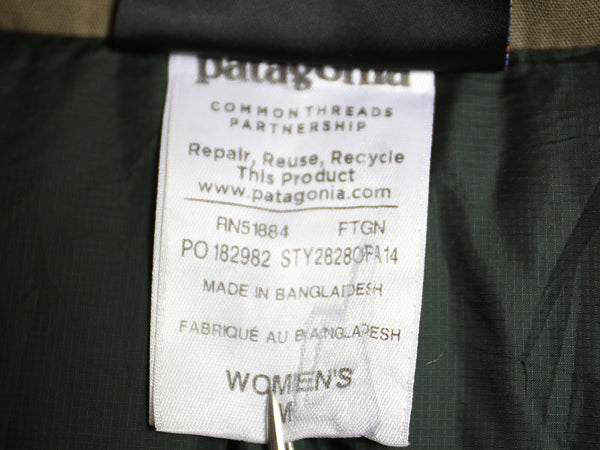 patagonia
COMMON THREADS
PARTNERSHIP
Repair, Reuse, Recycle
This Product
www.patagonia.com
RN51884 FTGN
PO 182982 STY28280FA14
MADE IN BANGLADESH
FABRIQUÉ AU BANGLADESH
WOMEN'S
M